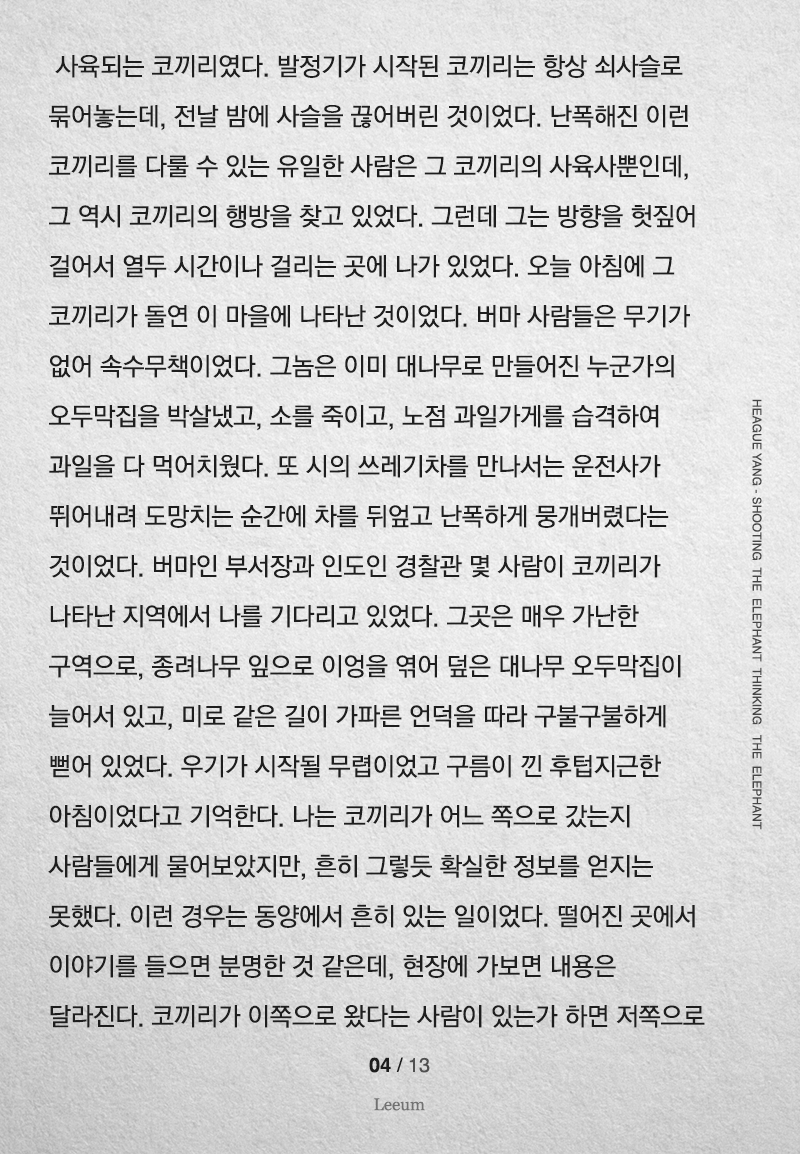 사육되는 코끼리였다. 발정기가 시작된 코끼리는 항상 쇠사슬로
묶어놓는데, 전날 밤에 사슬을 끊어버린 것이었다. 난폭해진 이런
코끼리를 다룰 수 있는 유일한 사람은 그 코끼리의 사육사뿐인데,
그 역시 코끼리의 행방을 찾고 있었다. 그런데 그는 방향을 헛짚어
걸어서 열두 시간이나 걸리는 곳에 나가 있었다. 오늘 아침에 그
코끼리가 돌연 이 마을에 나타난 것이었다. 버마 사람들은 무기가
없어 속수무책이었다. 그놈은 이미 대나무로 만들어진 누군가의
오두막집을 박살냈고, 소를 죽이고, 노점 과일가게를 습격하여
과일을 다 먹어치웠다. 또 시의 쓰레기차를 만나서는 운전사가
뛰어내려 도망치는 순간에 차를 뒤엎고 난폭하게 뭉개버렸다는
것이었다. 버마인 부서장과 인도인 경찰관 몇 사람이 코끼리가
나타난 지역에서 나를 기다리고 있었다. 그곳은 매우 가난한
구역으로, 종려나무 잎으로 이엉을 엮어 덮은 대나무 오두막집이
늘어서 있고, 미로 같은 길이 가파른 언덕을 따라 구불구불하게
뻗어 있었다. 우기가 시작될 무렵이었고 구름이 낀 후텁지근한
아침이었다고 기억한다. 나는 코끼리가 어느 쪽으로 갔는지
사람들에게 물어보았지만, 흔히 그렇듯 확실한 정보를 얻지는
못했다. 이런 경우는 동양에서 흔히 있는 일이었다. 떨어진 곳에서
이야기를 들으면 분명한 것 같은데, 현장에 가보면 내용은
달라진다. 코끼리가 이쪽으로 왔다는 사람이 있는가 하면 저쪽으로
HEAGUE YANG - SHOOTING THE ELEPHANT THINKING THE ELEPHANT
04 / 13
Leeum